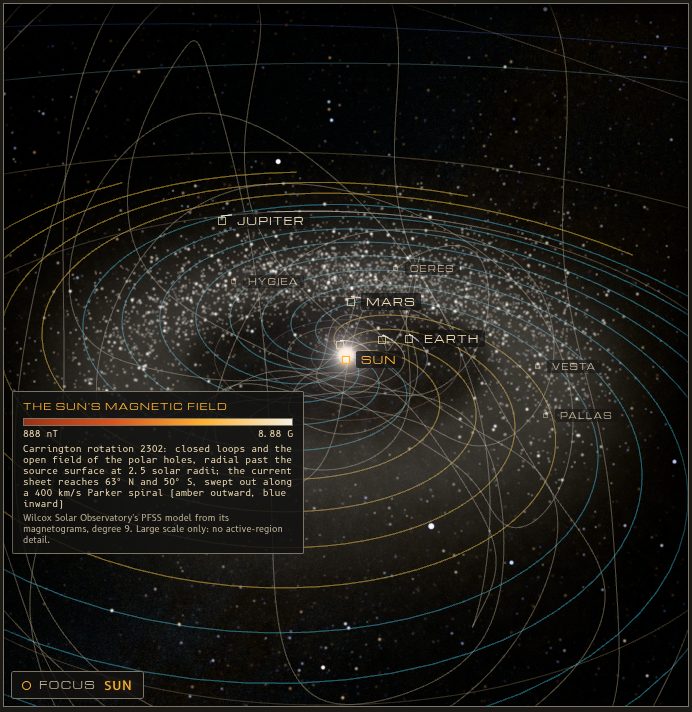 JUPITER
CERES
HYGIEA
MARS
EARTH
SUN
VESTA
PALLAS
THE SUN'S MAGNETIC FIELD
888 nT 8.88 G
Carrington rotation 2302: closed loops and the
open field of the polar holes, radial past the
source surface at 2.5 solar radii; the current
sheet reaches 63° N and 50° S, swept out along
a 400 km/s Parker spiral (amber outward, blue
inward)
Wilcox Solar Observatory's PFSS model from its
magnetograms, degree 9. Large scale only: no active-region
detail.
FOCUS SUN